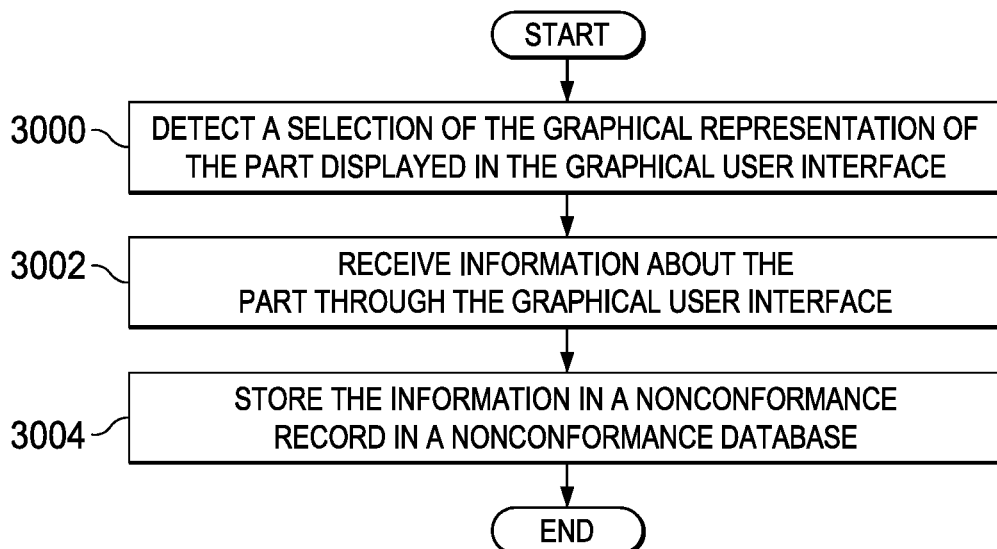 START
3000
DETECT A SELECTION OF THE GRAPHICAL REPRESENTATION OF
THE PART DISPLAYED IN THE GRAPHICAL USER INTERFACE
3002
RECEIVE INFORMATION ABOUT THE
PART THROUGH THE GRAPHICAL USER INTERFACE
3004
STORE THE INFORMATION IN A NONCONFORMANCE
RECORD IN A NONCONFORMANCE DATABASE
END